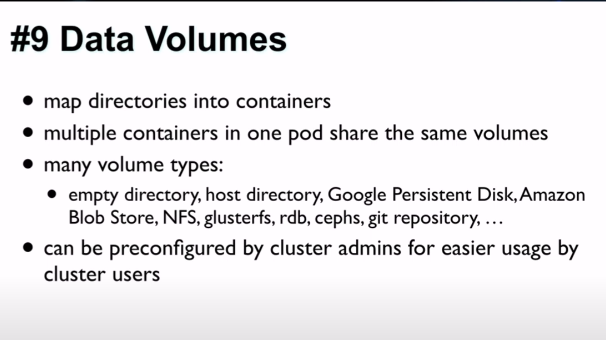 #9 Data Volumes
• map directories into containers
• multiple containers in one pod share the same volumes
• many volume types:
• empty directory, host directory, Google Persistent Disk, Amazon
Blob Store, NFS, glusterfs, rdb, cephs, git repository, …
• can be preconfigured by cluster admins for easier usage by
cluster users